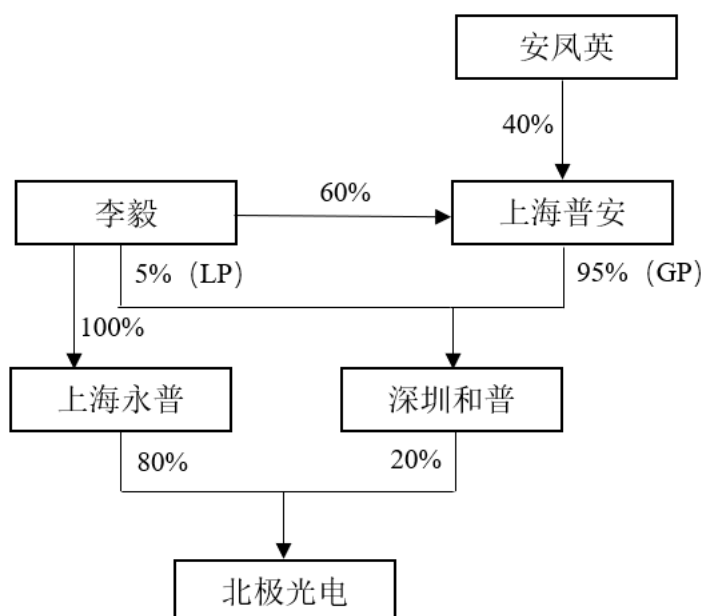 安凤英
40%
李毅
60%
上海普安
5%（LP）
95%（GP）
100%
上海永普
深圳和普
80%
20%
北极光电